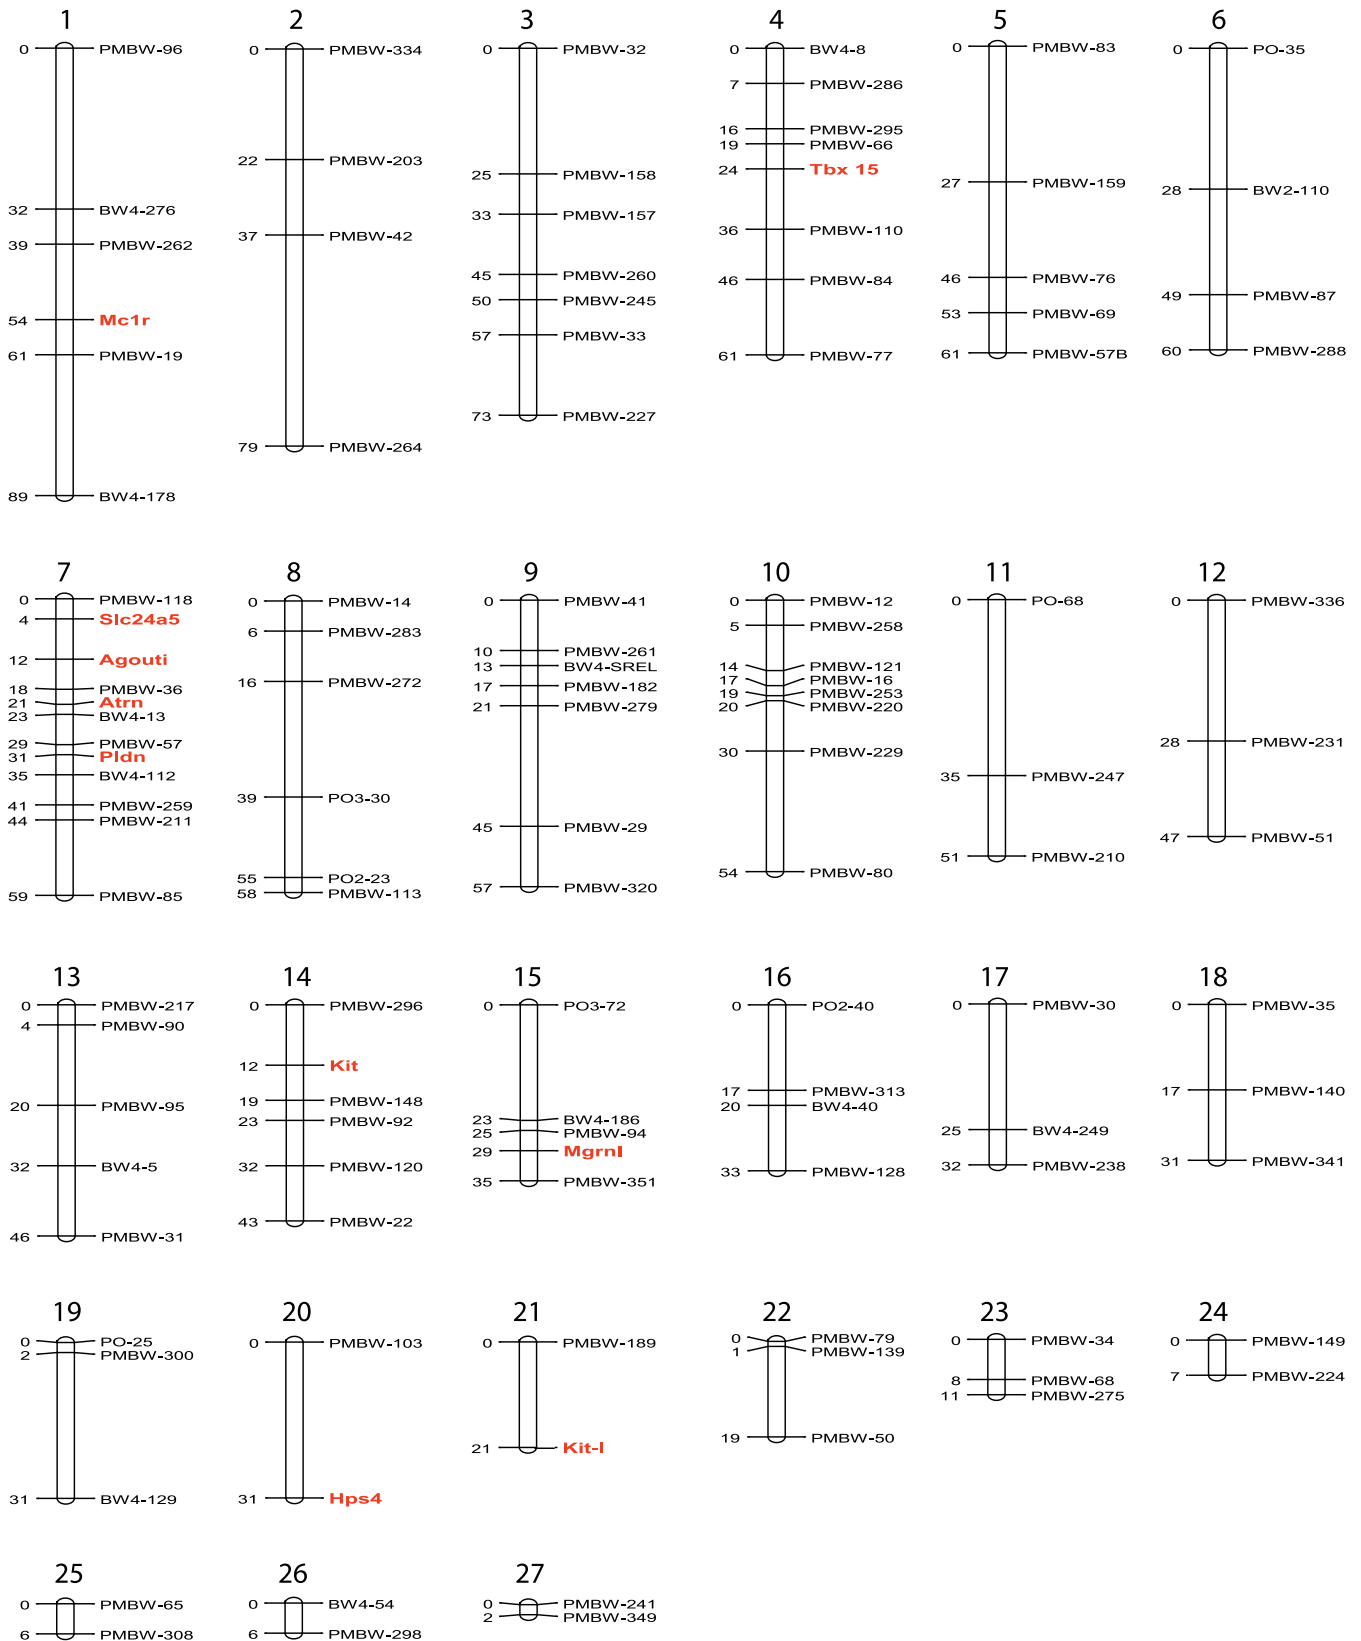 1
0 PMBW-96
32 BW4-276
39 PMBW-262
54 Mc1r
61 PMBW-19
89 BW4-178
2
0 PMBW-334
22 PMBW-203
37 PMBW-42
79 PMBW-264
3
0 PMBW-32
25 PMBW-158
33 PMBW-157
45 PMBW-260
50 PMBW-245
57 PMBW-33
73 PMBW-227
4
0 BW4-8
7 PMBW-286
16 PMBW-295
19 PMBW-66
24 Tbx 15
36 PMBW-110
46 PMBW-84
61 PMBW-77
5
0 PMBW-83
27 PMBW-159
46 PMBW-76
53 PMBW-69
61 PMBW-57B
6
0 PO-35
28 BW2-110
49 PMBW-87
60 PMBW-288
7
0 PMBW-118
4 Slc24a5
12 Agouti
18 PMBW-36
21 Atrn
23 BW4-13
29 PMBW-57
31 Pldn
35 BW4-112
41 PMBW-259
44 PMBW-211
59 PMBW-85
8
0 PMBW-14
6 PMBW-283
16 PMBW-272
39 PO3-30
55 PO2-23
58 PMBW-113
9
0 PMBW-41
10 PMBW-261
13 BW4-SREL
17 PMBW-182
21 PMBW-279
45 PMBW-29
57 PMBW-320
10
0 PMBW-12
5 PMBW-258
14 PMBW-121
17 PMBW-16
19 PMBW-253
20 PMBW-220
30 PMBW-229
54 PMBW-80
11
0 PO-68
35 PMBW-247
51 PMBW-210
12
0 PMBW-336
28 PMBW-231
47 PMBW-51
13
0 PMBW-217
4 PMBW-90
20 PMBW-95
32 BW4-5
46 PMBW-31
14
0 PMBW-296
12 Kit
19 PMBW-148
23 PMBW-92
32 PMBW-120
43 PMBW-22
15
0 PO3-72
23 BW4-186
25 PMBW-94
29 Mgrnl
35 PMBW-351
16
0 PO2-40
17 PMBW-313
20 BW4-40
33 PMBW-128
17
0 PMBW-30
25 BW4-249
32 PMBW-238
18
0 PMBW-35
17 PMBW-140
31 PMBW-341
19
0 PO-25
2 PMBW-300
31 BW4-129
20
0 PMBW-103
31 Hps4
21
0 PMBW-189
21 Kit-l
22
0 PMBW-79
1 PMBW-139
19 PMBW-50
23
0 PMBW-34
8 PMBW-68
11 PMBW-275
24
0 PMBW-149
7 PMBW-224
25
0 PMBW-65
6 PMBW-308
26
0 BW4-54
6 PMBW-298
27
0 PMBW-241
2 PMBW-349